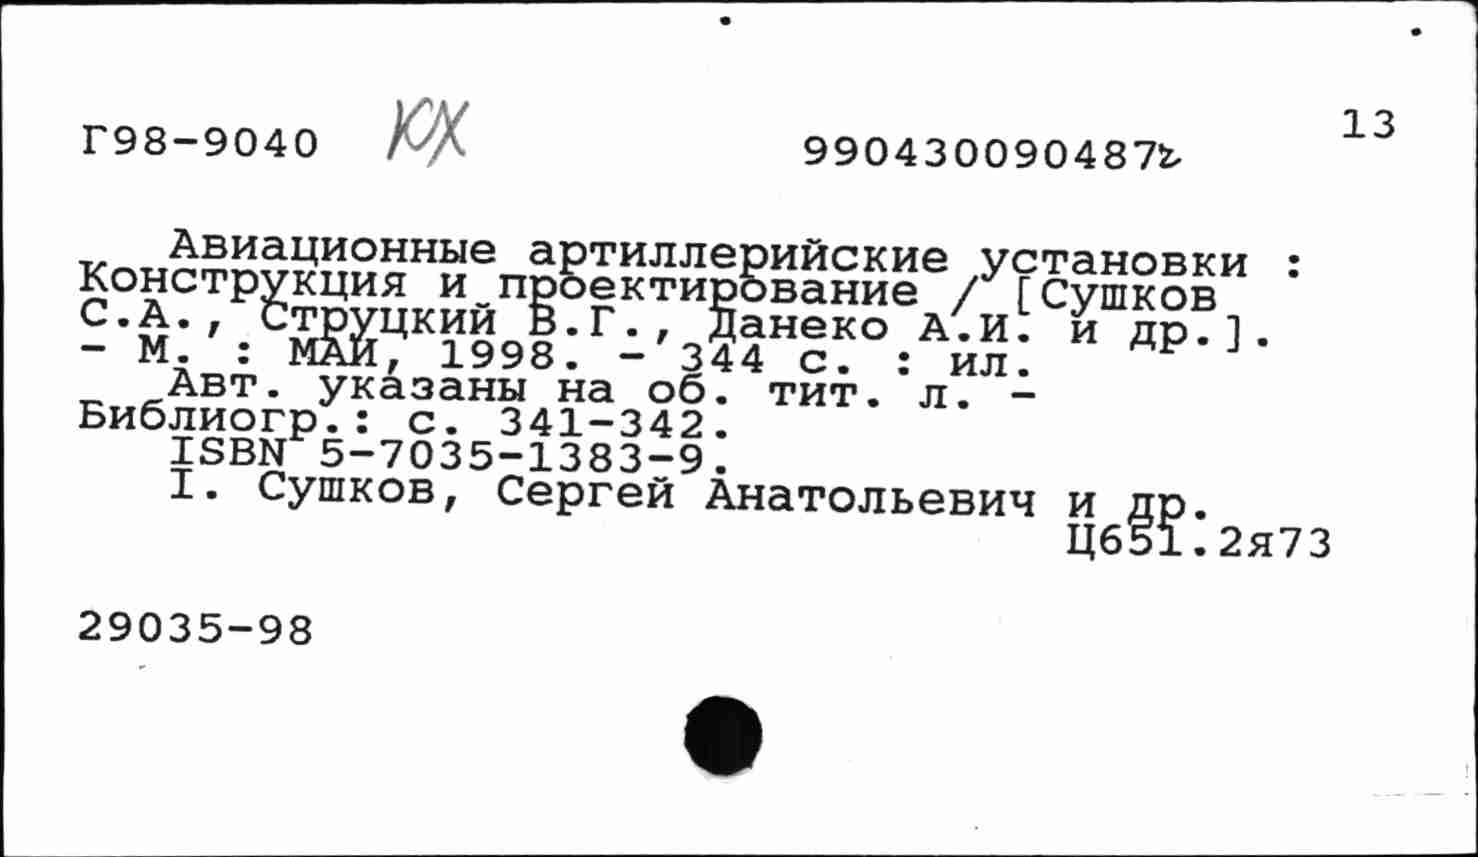 13
Г98-9040 КХ 990430090487г
Авиационные артиллерийские установки :
Конструкция и проектирование / [Сушков
С.А., Струцкий В.Г., Данеко А.И. и др.].
- М. : МАИ, 1998. - 344 с. : ил.
Авт. указаны на об. тит. л. -
Библиогр.: с. 341-342.
ISBN 5-7035-1383-9.
I. Сушков, Сергей Анатольевич и др.
Ц651.2я73
29035-98